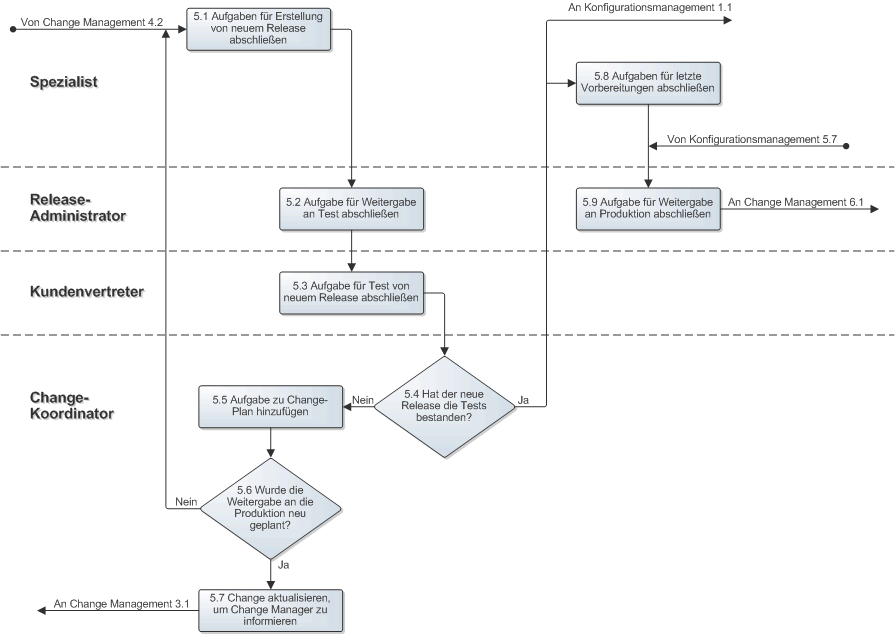 An Konfigurationsmanagement 1.1
Von Change Management 4.2
5.1 Aufgaben für Erstellung
von neuem Release
abschließen
Spezialist
5.8 Aufgaben für letzte
Vorbereitungen abschließen
Von Konfigurationsmanagement 5.7
Release-
Administrator
5.2 Aufgabe für Weitergabe
an Test abschließen
5.9 Aufgabe für Weitergabe
an Produktion abschließen
An Change Management 6.1
Kundenvertreter
5.3 Aufgabe für Test von
neuem Release abschließen
Change-
Koordinator
5.5 Aufgabe zu Change-
Plan hinzufügen
Nein
5.4 Hat der neue
Release die Tests
bestanden?
Ja
Nein
5.6 Wurde die
Weitergabe an die
Produktion neu
geplant?
Ja
An Change Management 3.1
5.7 Change aktualisieren,
um Change Manager zu
informieren